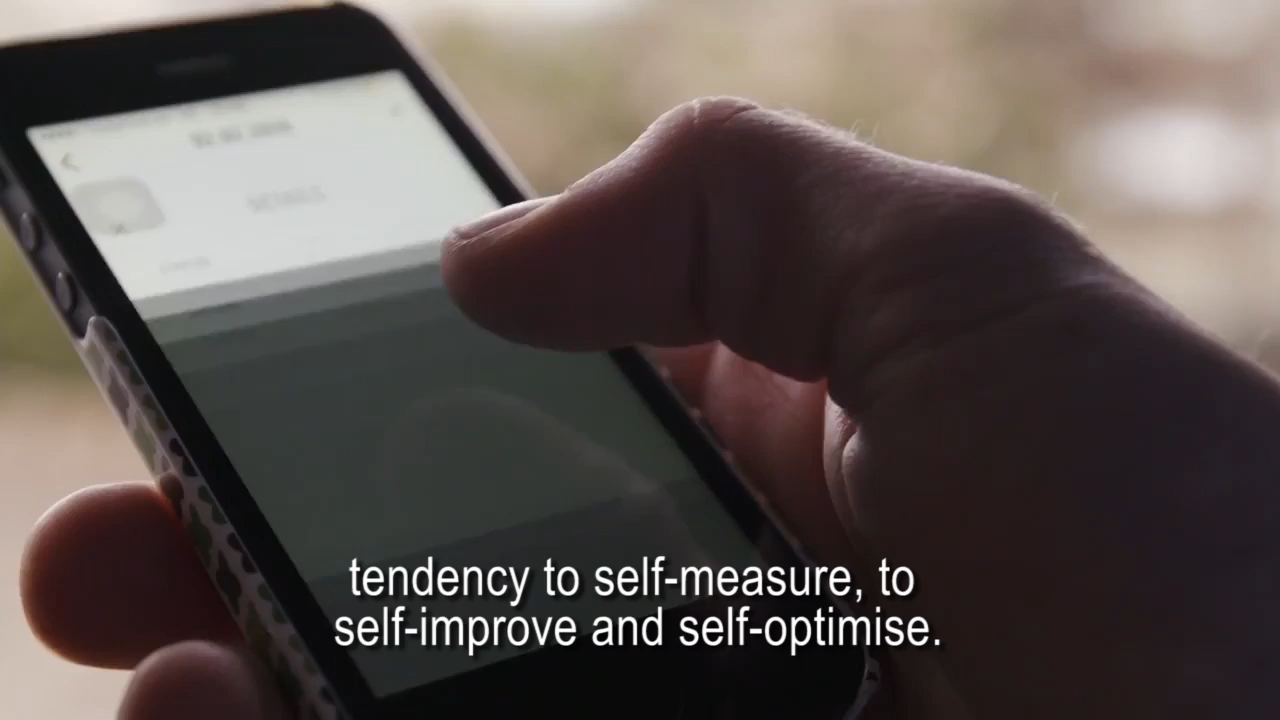 tendency to self-measure, to
self-improve and self-optimise.